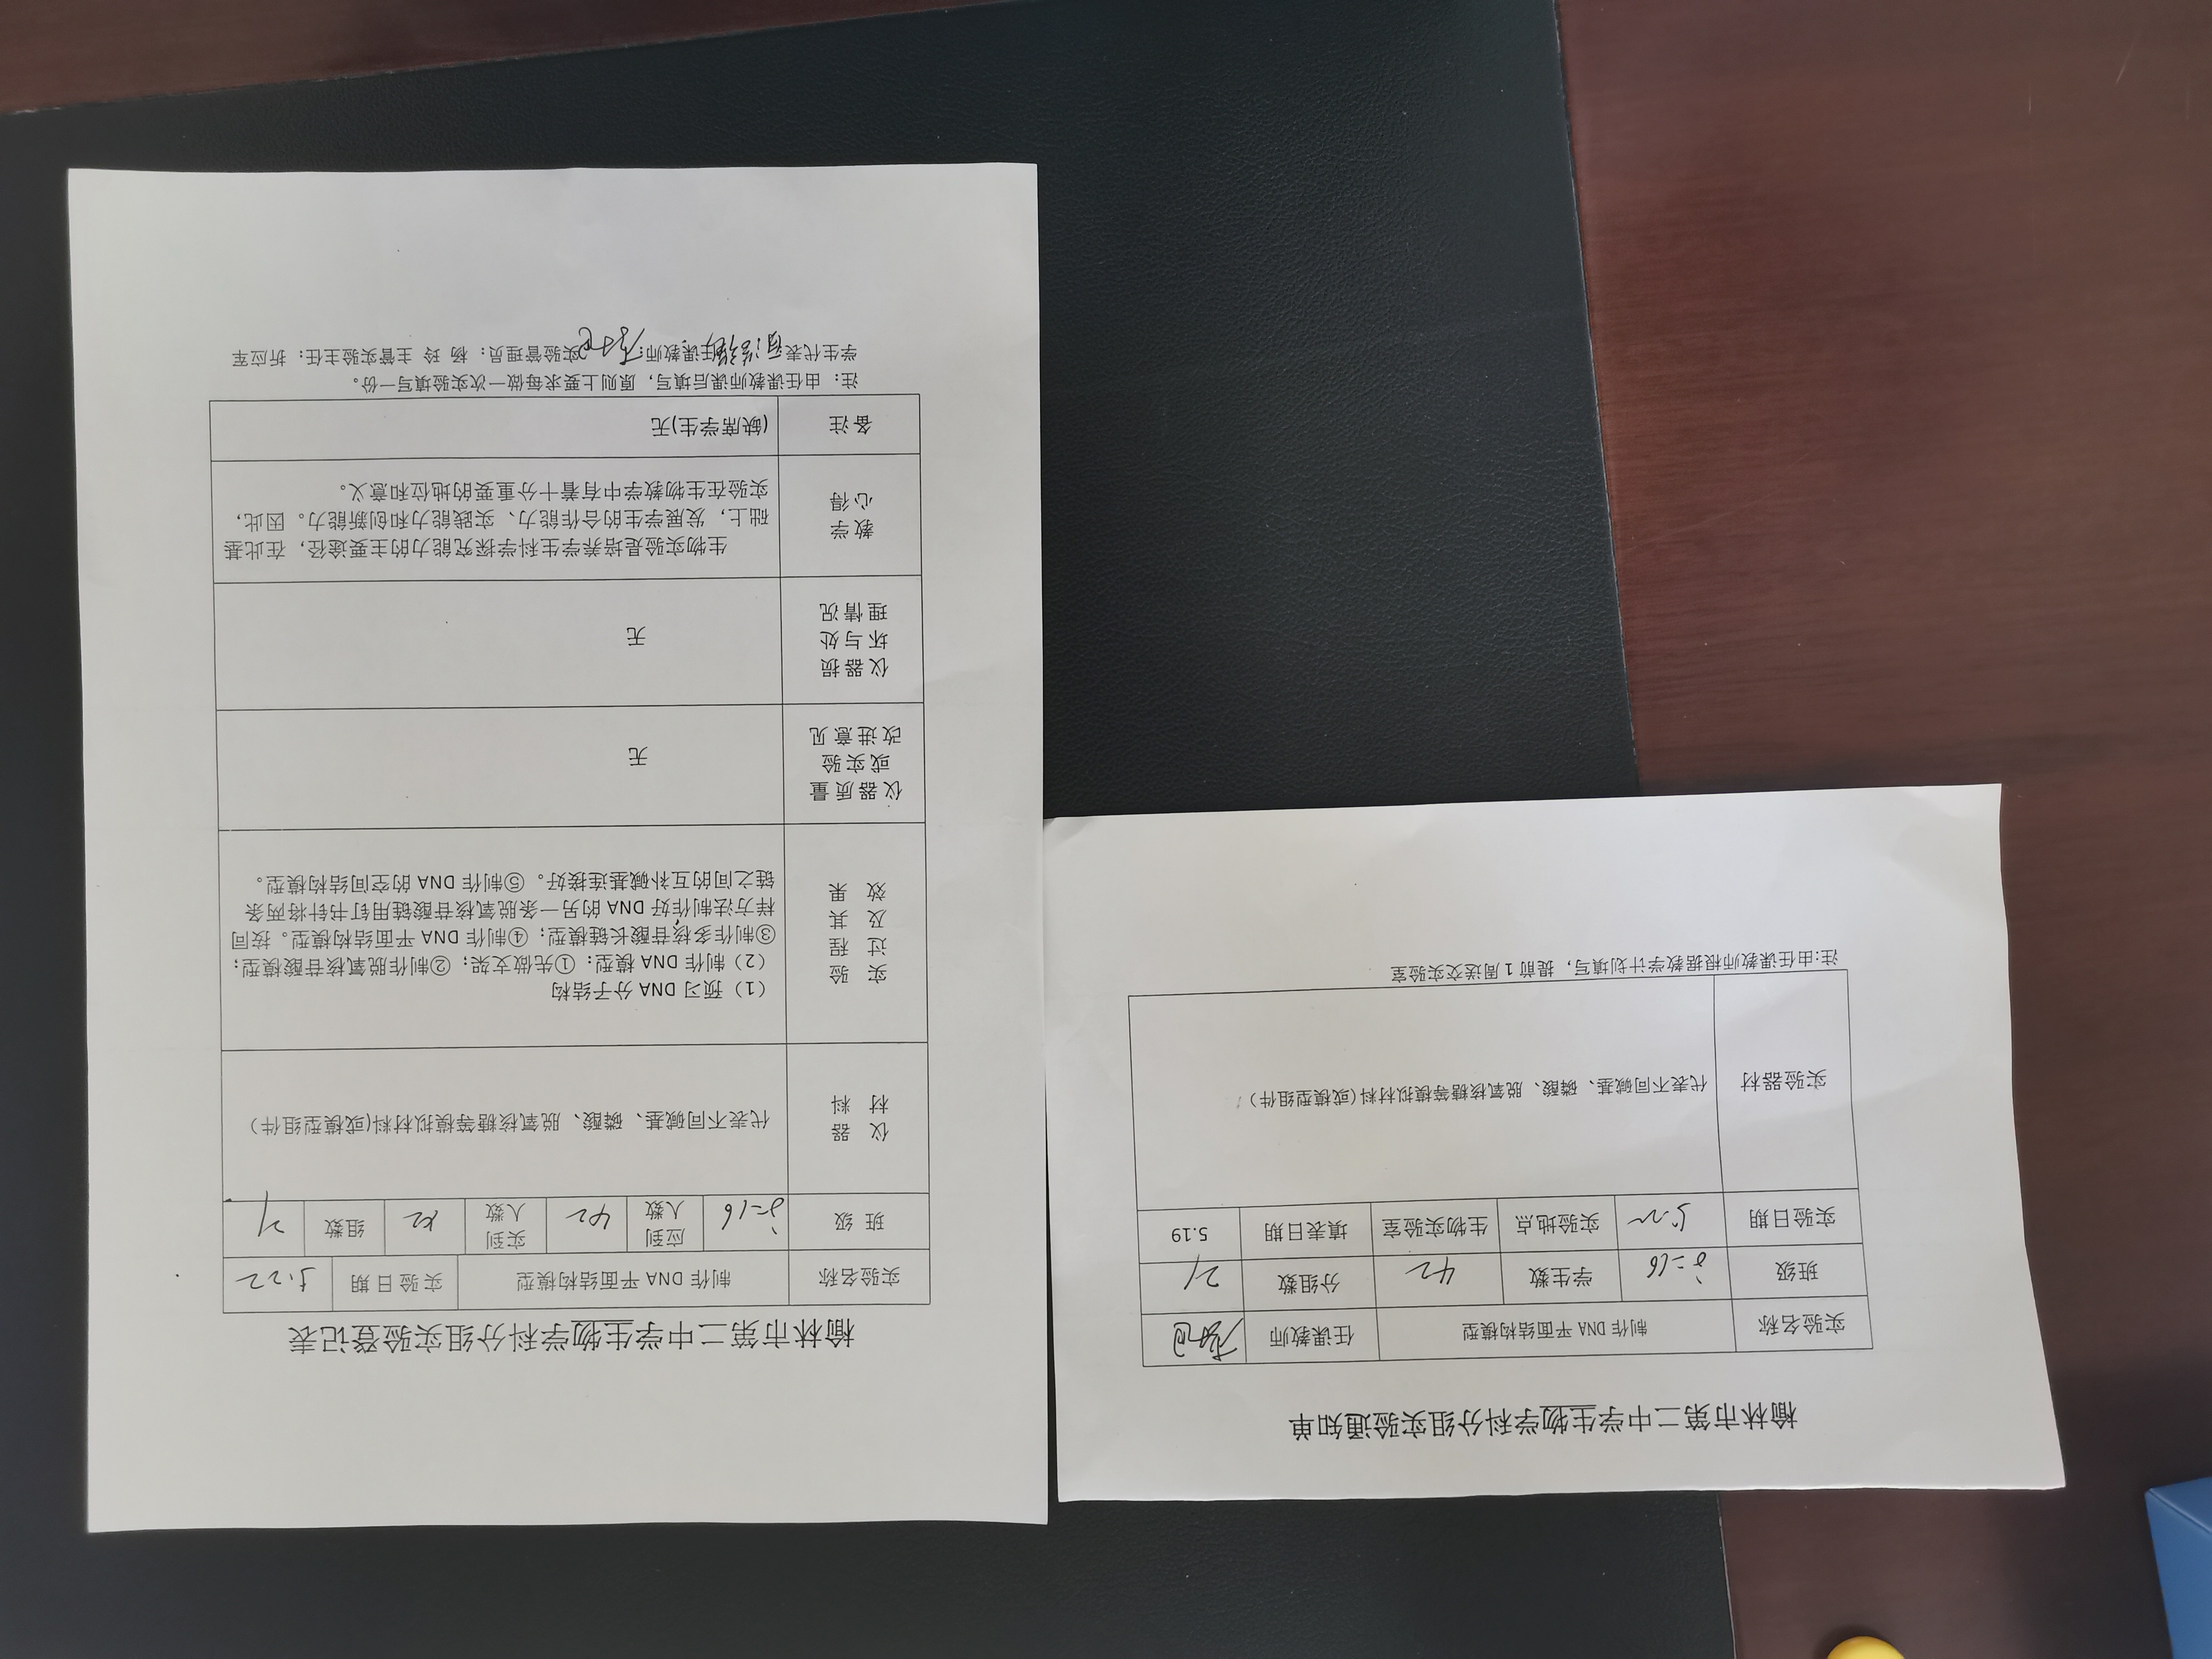 榆林市第二中学生物学科分组实验通知单
实验名称 制作 DNA 平面结构模型 任课教师
班级 学生数 42 分组数 21
实验日期 5.22 实验地点 生物实验室 填表日期 5.19
实验器材 代表不同碱基、磷酸、脱氧核糖等模拟材料(或模型组件)
注:由任课教师根据教学计划填写，提前 1 周送交实验室
榆林市第二中学生物学科分组实验登记表
实验名称 制作 DNA 平面结构模型 实验日期 5.22
班级 应到人数 42 实到人数 42 组数 21
仪器
材料
代表不同碱基、磷酸、脱氧核糖等模拟材料(或模型组件)
实验
过程
及其
效果
（1）预习 DNA 分子结构
（2）制作 DNA 模型：①先做支架；②制作脱氧核苷酸模型；
③制作多核苷酸长链模型；④制作 DNA 平面结构模型。按同
样方法制作好 DNA 的另一条脱氧核苷酸链用钉书针将两条
链之间的互补碱基连接好。⑤制作 DNA 的空间结构模型。
仪器质量
或实验
改进意见
无
仪器损
坏与处
理情况
无
教学
心得
生物实验是培养学生科学探究能力的主要途径，在此基
础上，发展学生的合作能力、实践能力和创新能力。因此，
实验在生物教学中有着十分重要的地位和意义。
备注 (缺席学生)无
注：由任课教师课后填写，原则上要求每做一次实验填写一份。
学生代表 任课教师: 实验管理员：杨 玲 主管实验主任：折应军